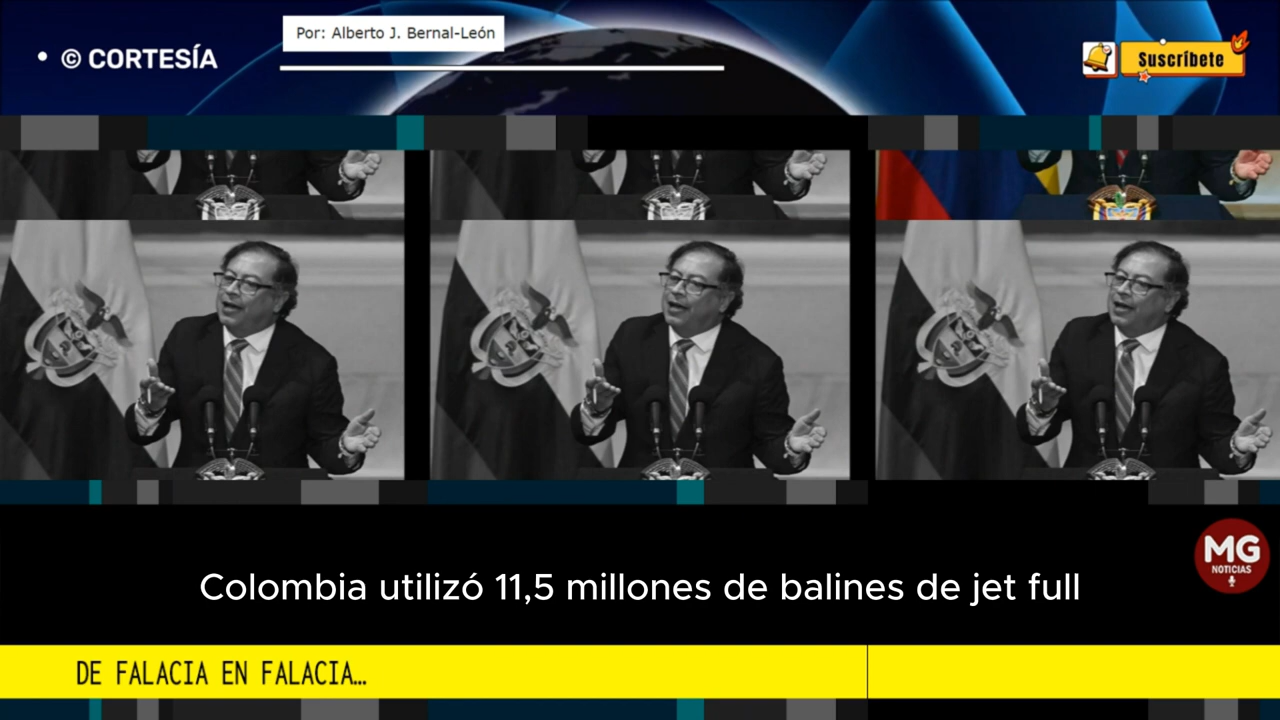 Por: Alberto J. Bernal-León
• © CORTESÍA
Suscríbete
Colombia utilizó 11,5 millones de balines de jet full
MG
NOTICIAS
DE FALACIA EN FALACIA...